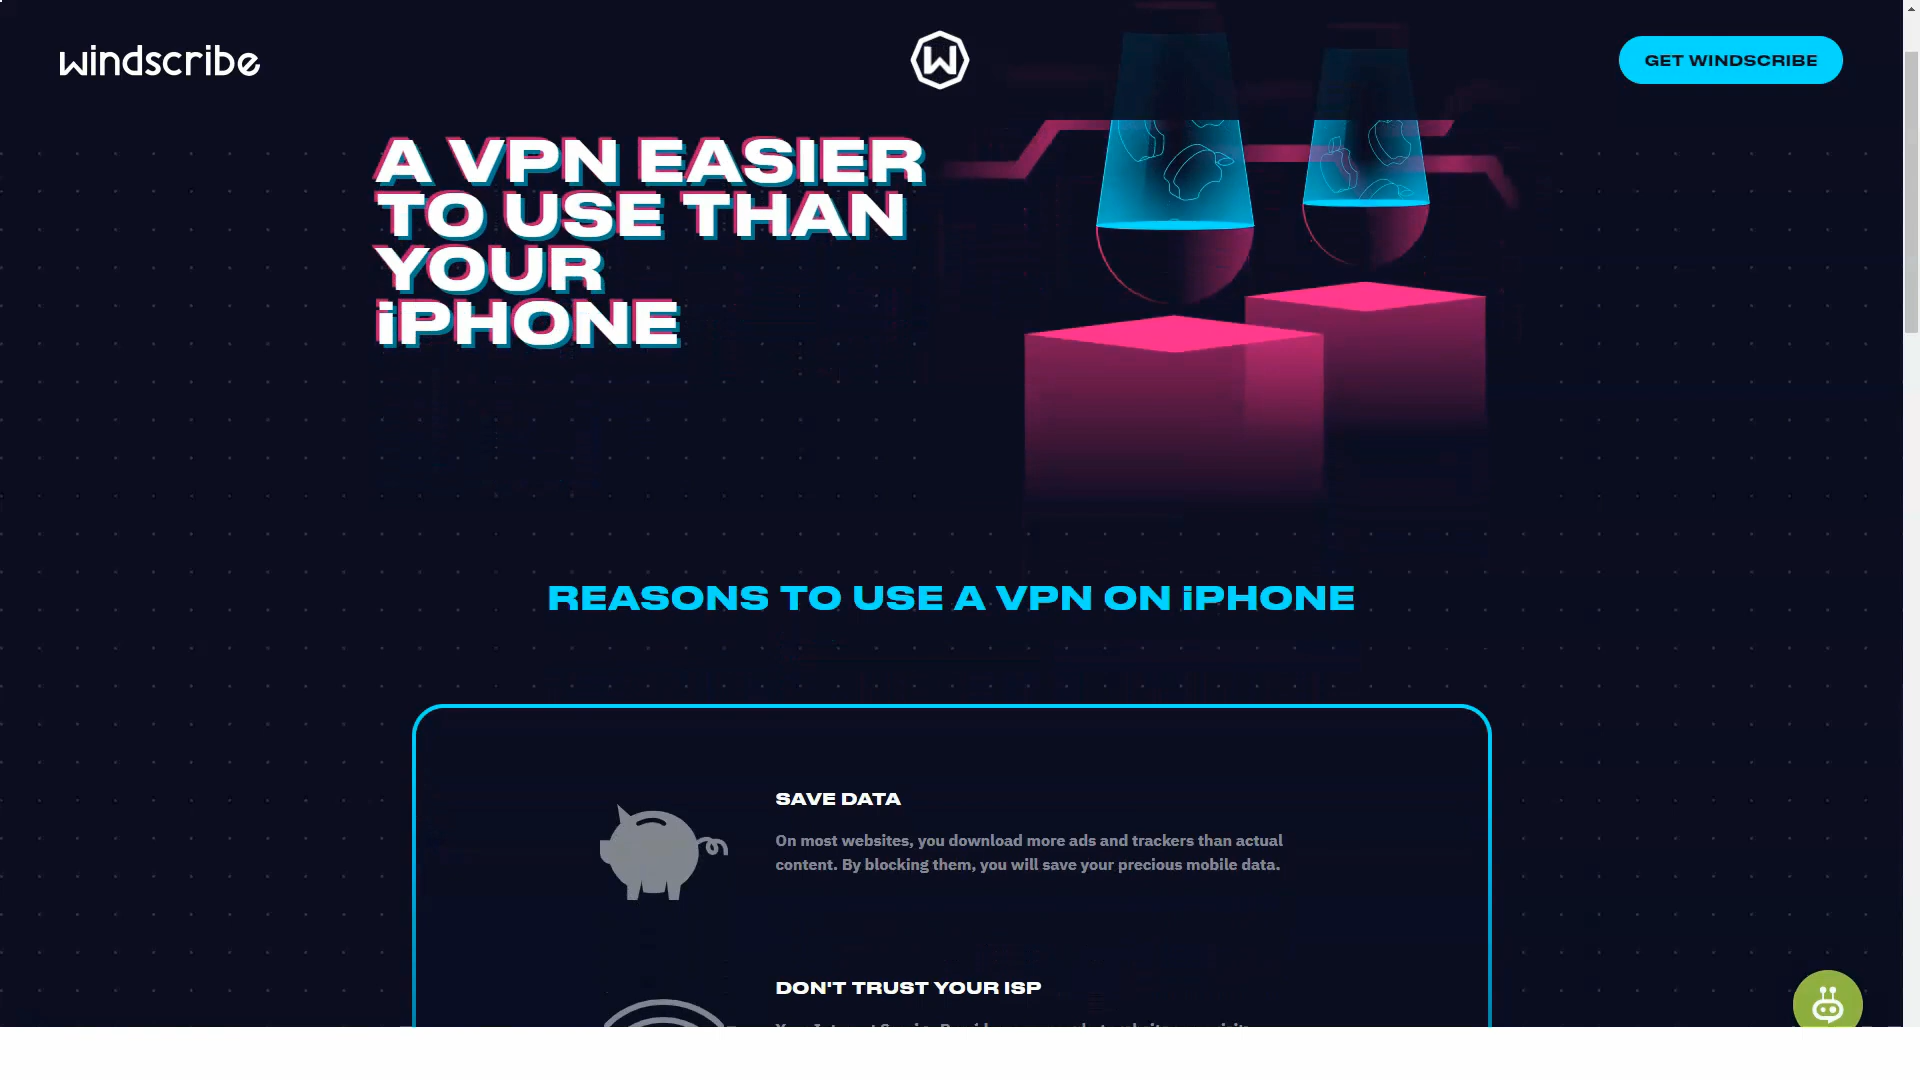 windscribe
W
GET WINDSCRIBE
A VPN EASIER
TO USE THAN
YOUR
iPHONE
REASONS TO USE A VPN ON iPHONE
SAVE DATA
On most websites, you download more ads and trackers than actual
content. By blocking them, you will save your precious mobile data.
DON'T TRUST YOUR ISP